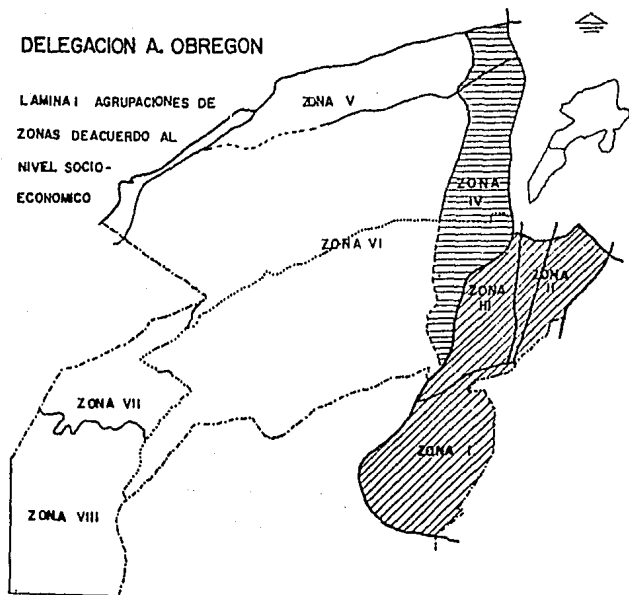 DELEGACION A. OBREGON
LAMINA I AGRUPACIONES DE
ZONAS DEACUERDO AL
NIVEL SOCIO-
ECONOMICO
ZONA V
ZONA
IV
ZONA VI
ZONA
III
ZONA
II
ZONA VII
ZONA I
ZONA VIII